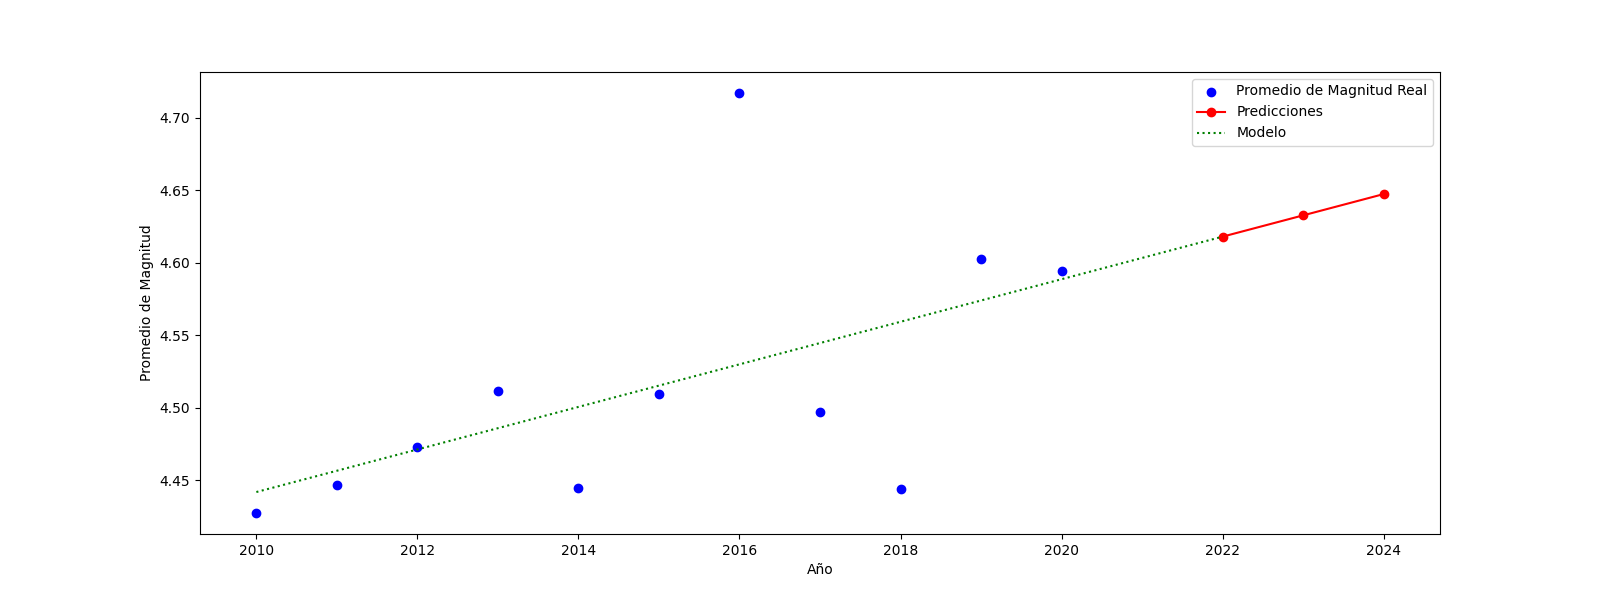 Promedio de Magnitud Real
Predicciones
Modelo
Promedio de Magnitud
4.70
4.65
4.60
4.55
4.50
4.45
2010 2012 2014 2016 2018 2020 2022 2024
Año